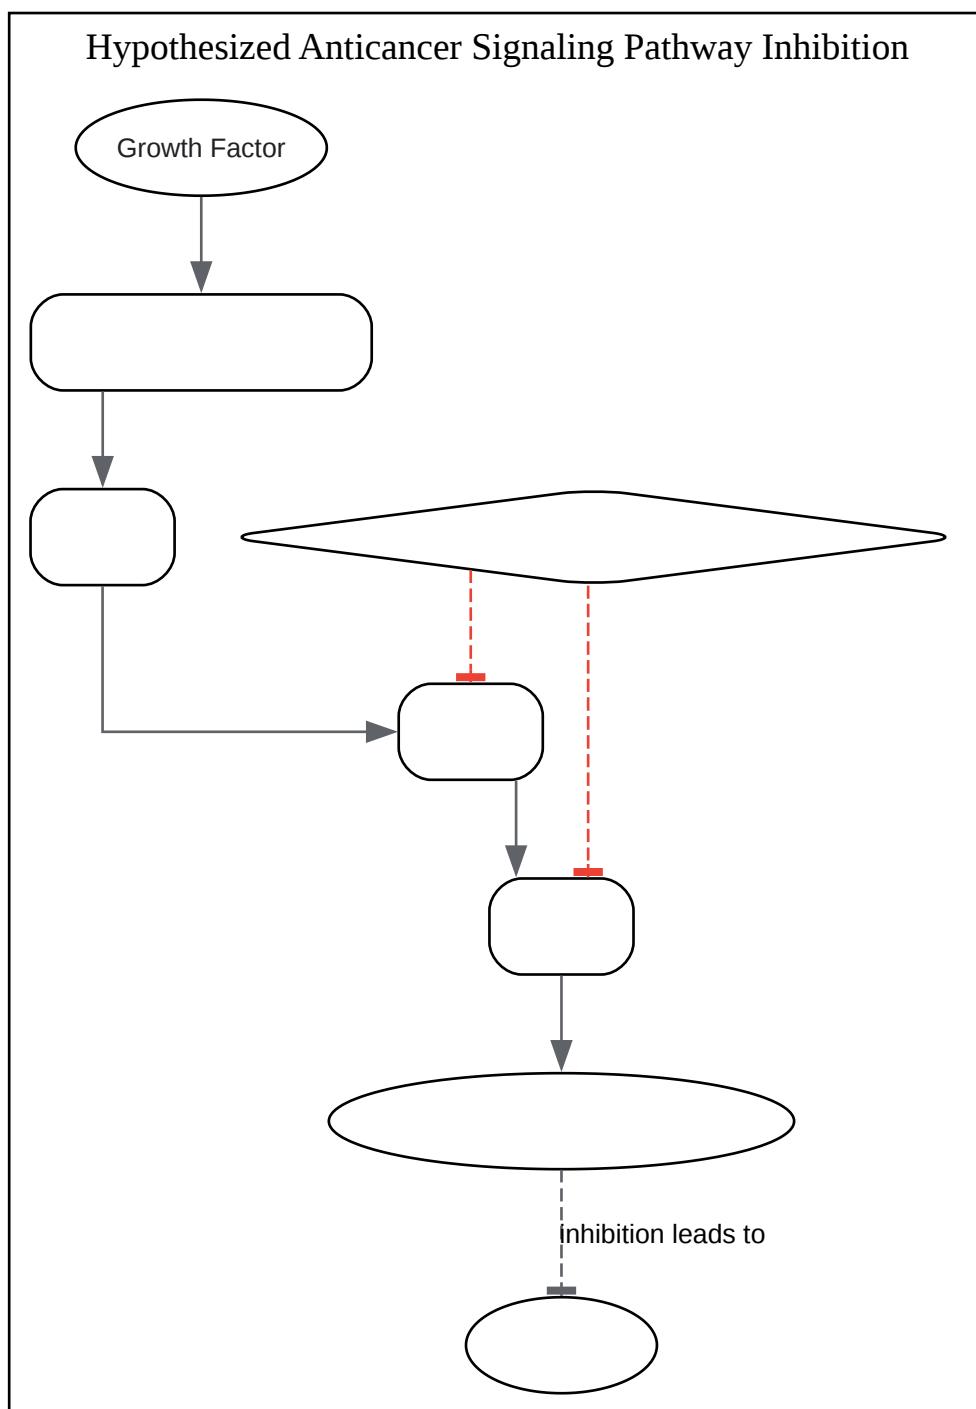 Hypothesized Anticancer Signaling Pathway Inhibition
Growth Factor
inhibition leads to